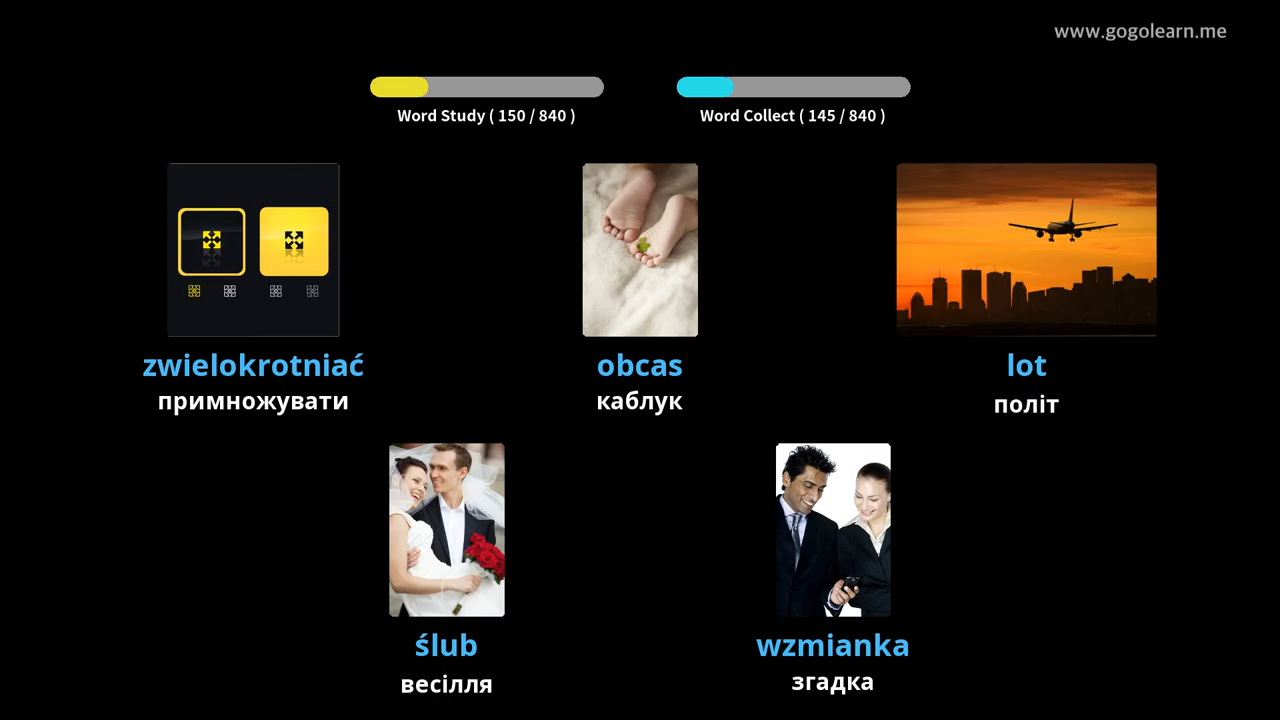 www.gogolearn.me
Word Study ( 150 / 840 )
Word Collect ( 145 / 840 )
zwielokrotniać
примножувати
obcas
каблук
lot
політ
ślub
весілля
wzmianka
згадка